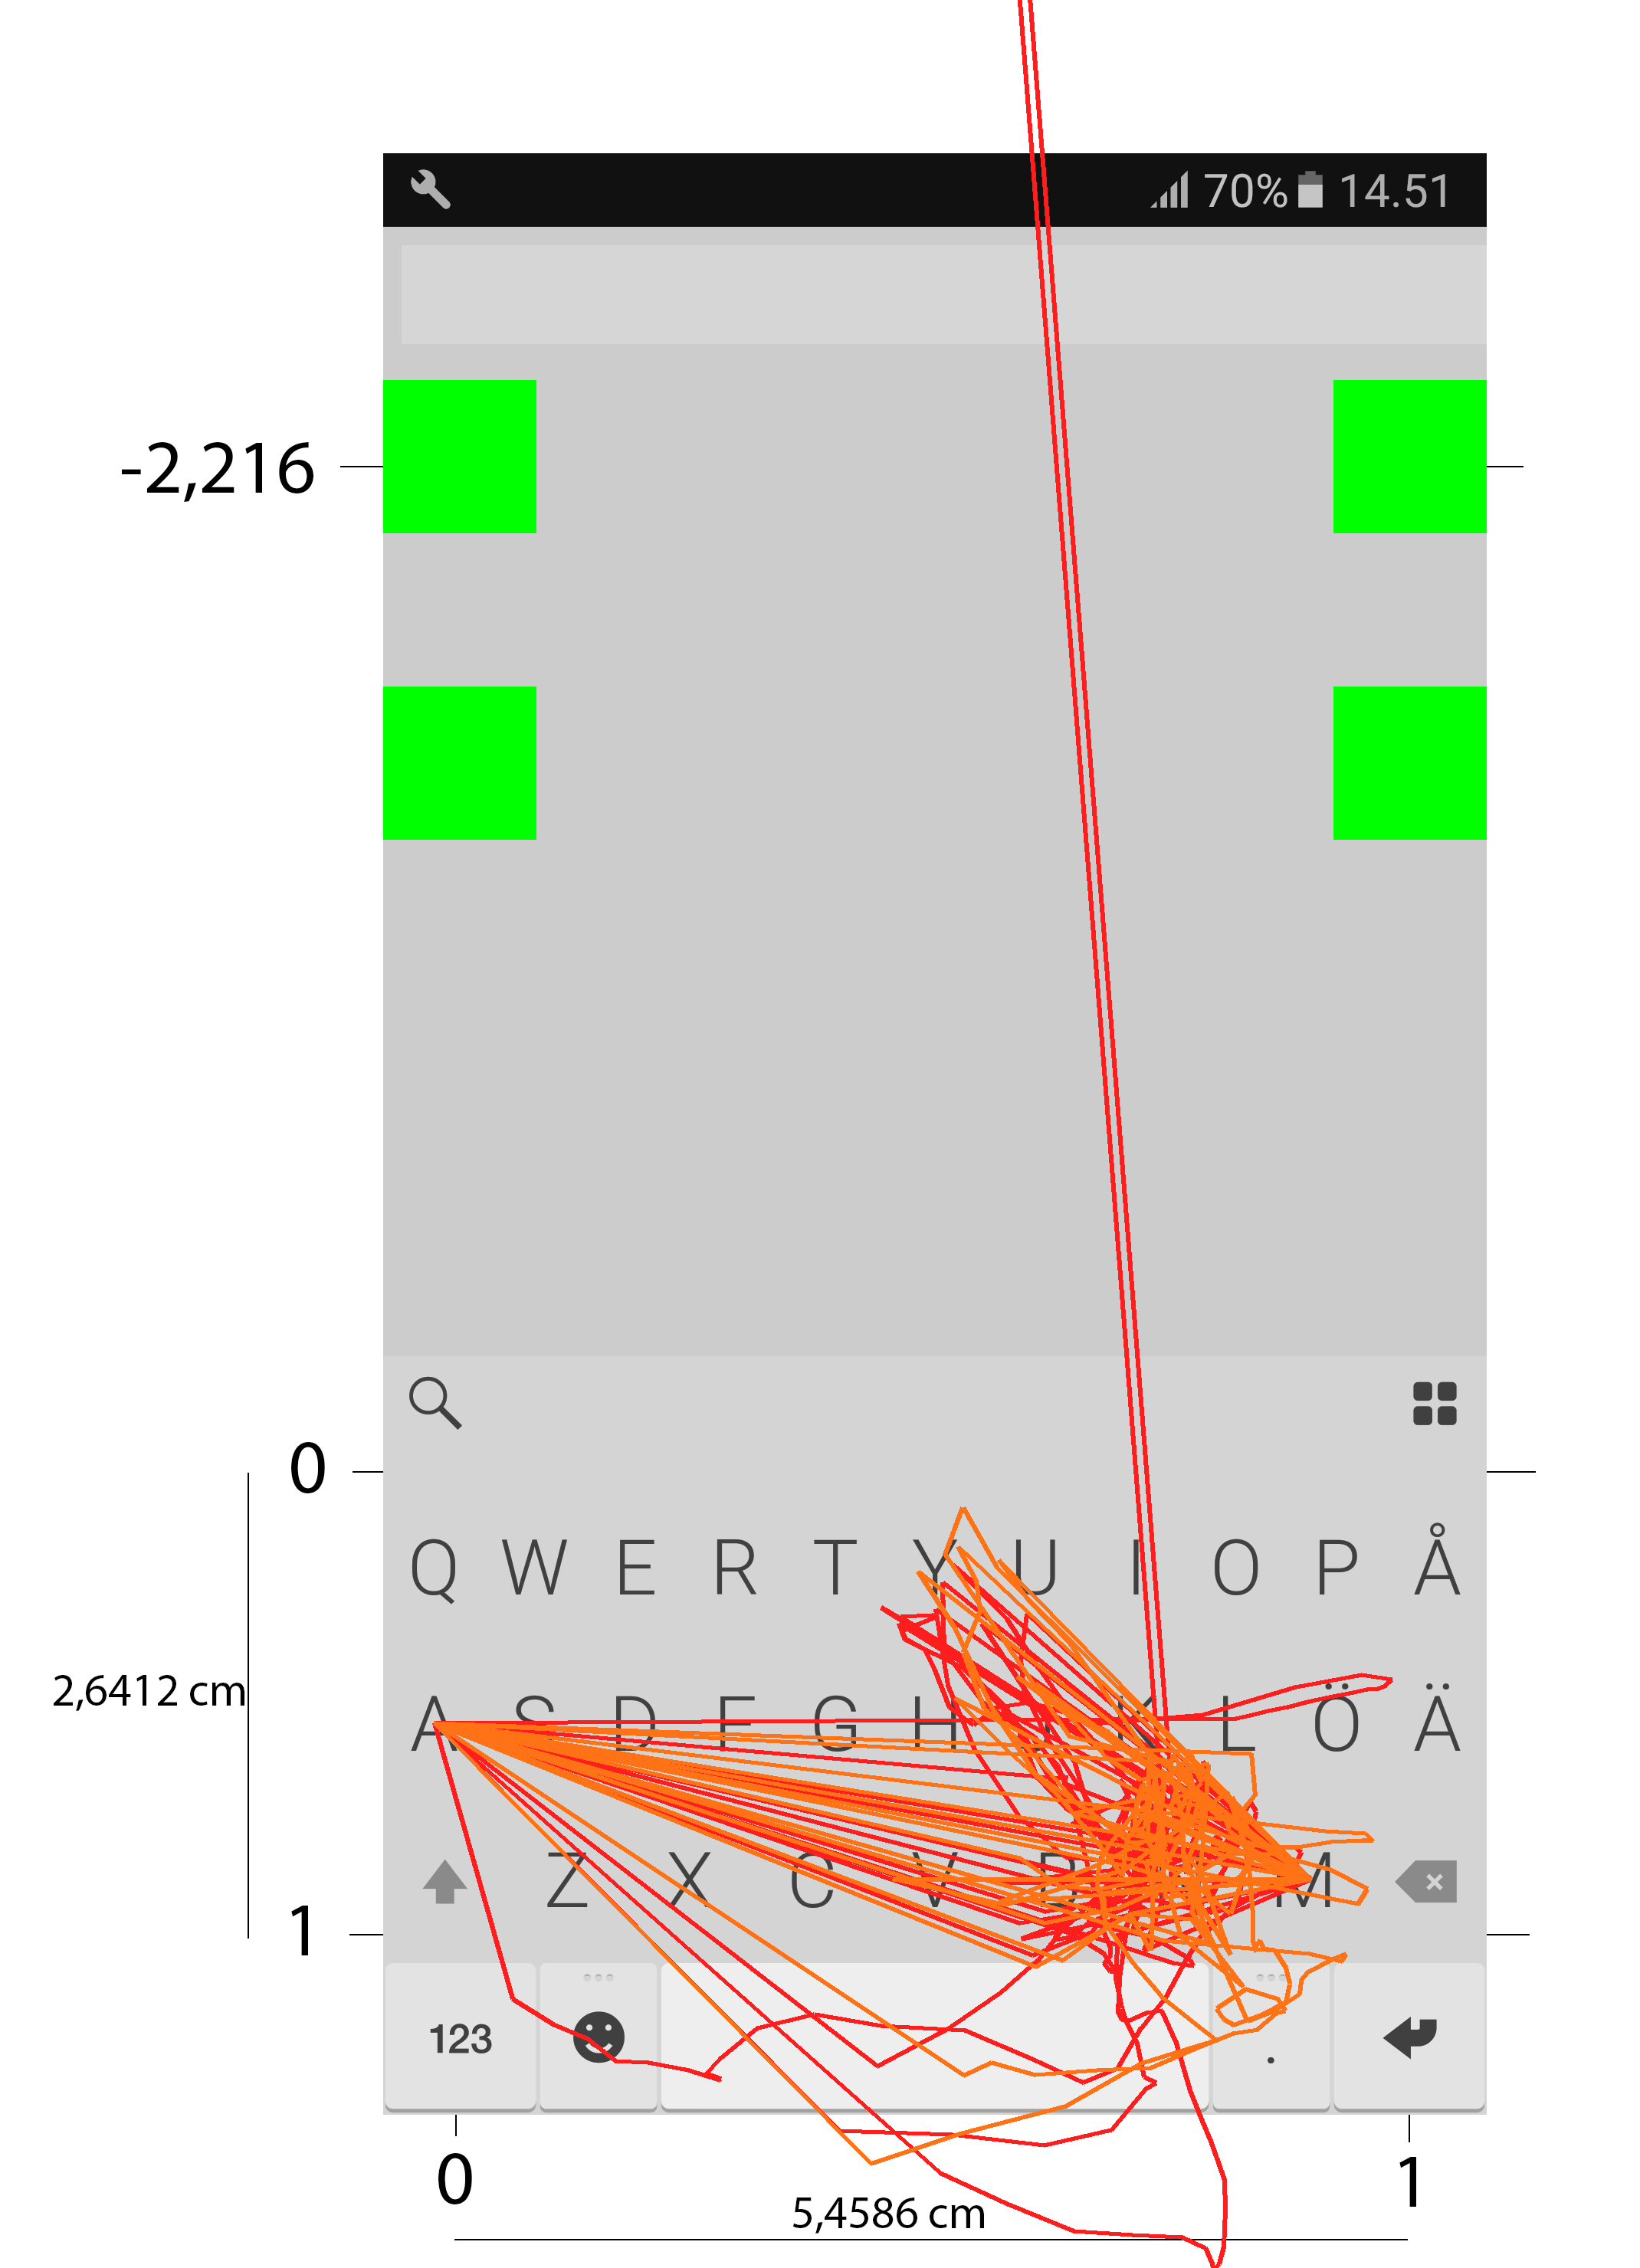 70% 14.51
-2,216
0
Q W E R T Y U I O P Å
2,6412 cm
A S D F G H J K L Ö Ä
Z X C V B N M
1
123 .
0 1
5,4586 cm